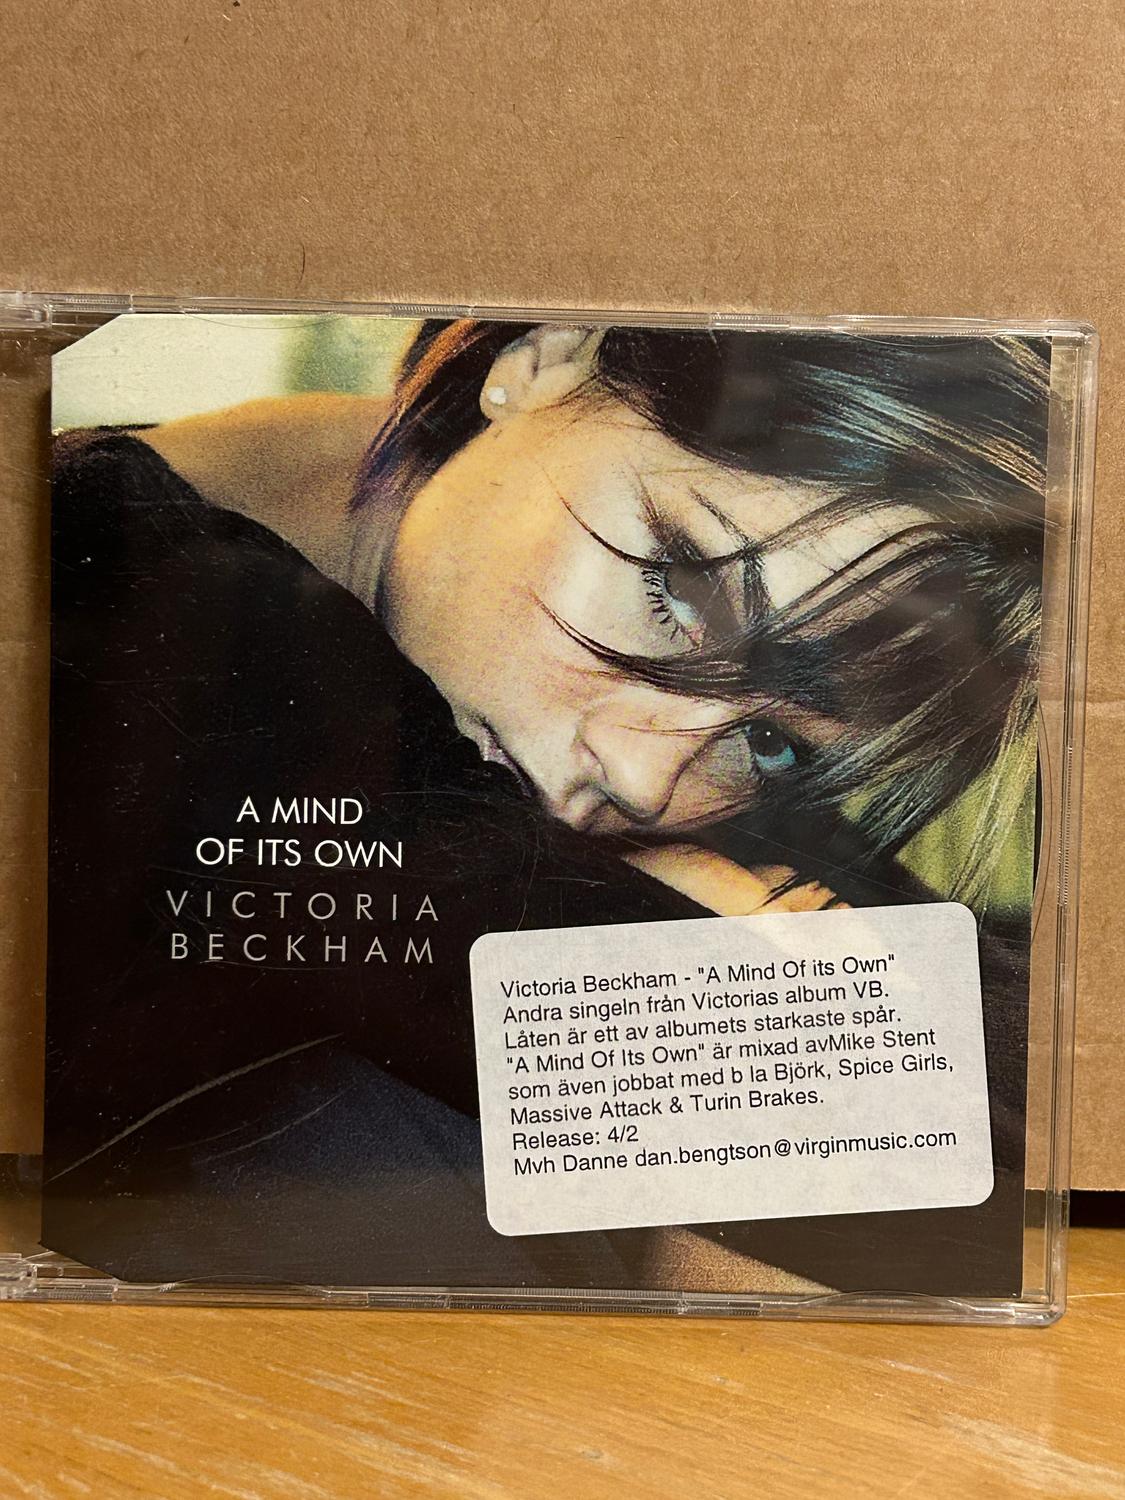 A MIND
OF ITS OWN
VICTORIA
BECKHAM
Victoria Beckham - "A Mind Of its Own"
Andra singeln från Victorias album VB.
Låten är ett av albumets starkaste spår.
"A Mind Of Its Own" är mixad avMike Stent
som även jobbat med b la Björk, Spice Girls,
Massive Attack & Turin Brakes.
Release: 4/2
Mvh Danne dan.bengtson@virginmusic.com